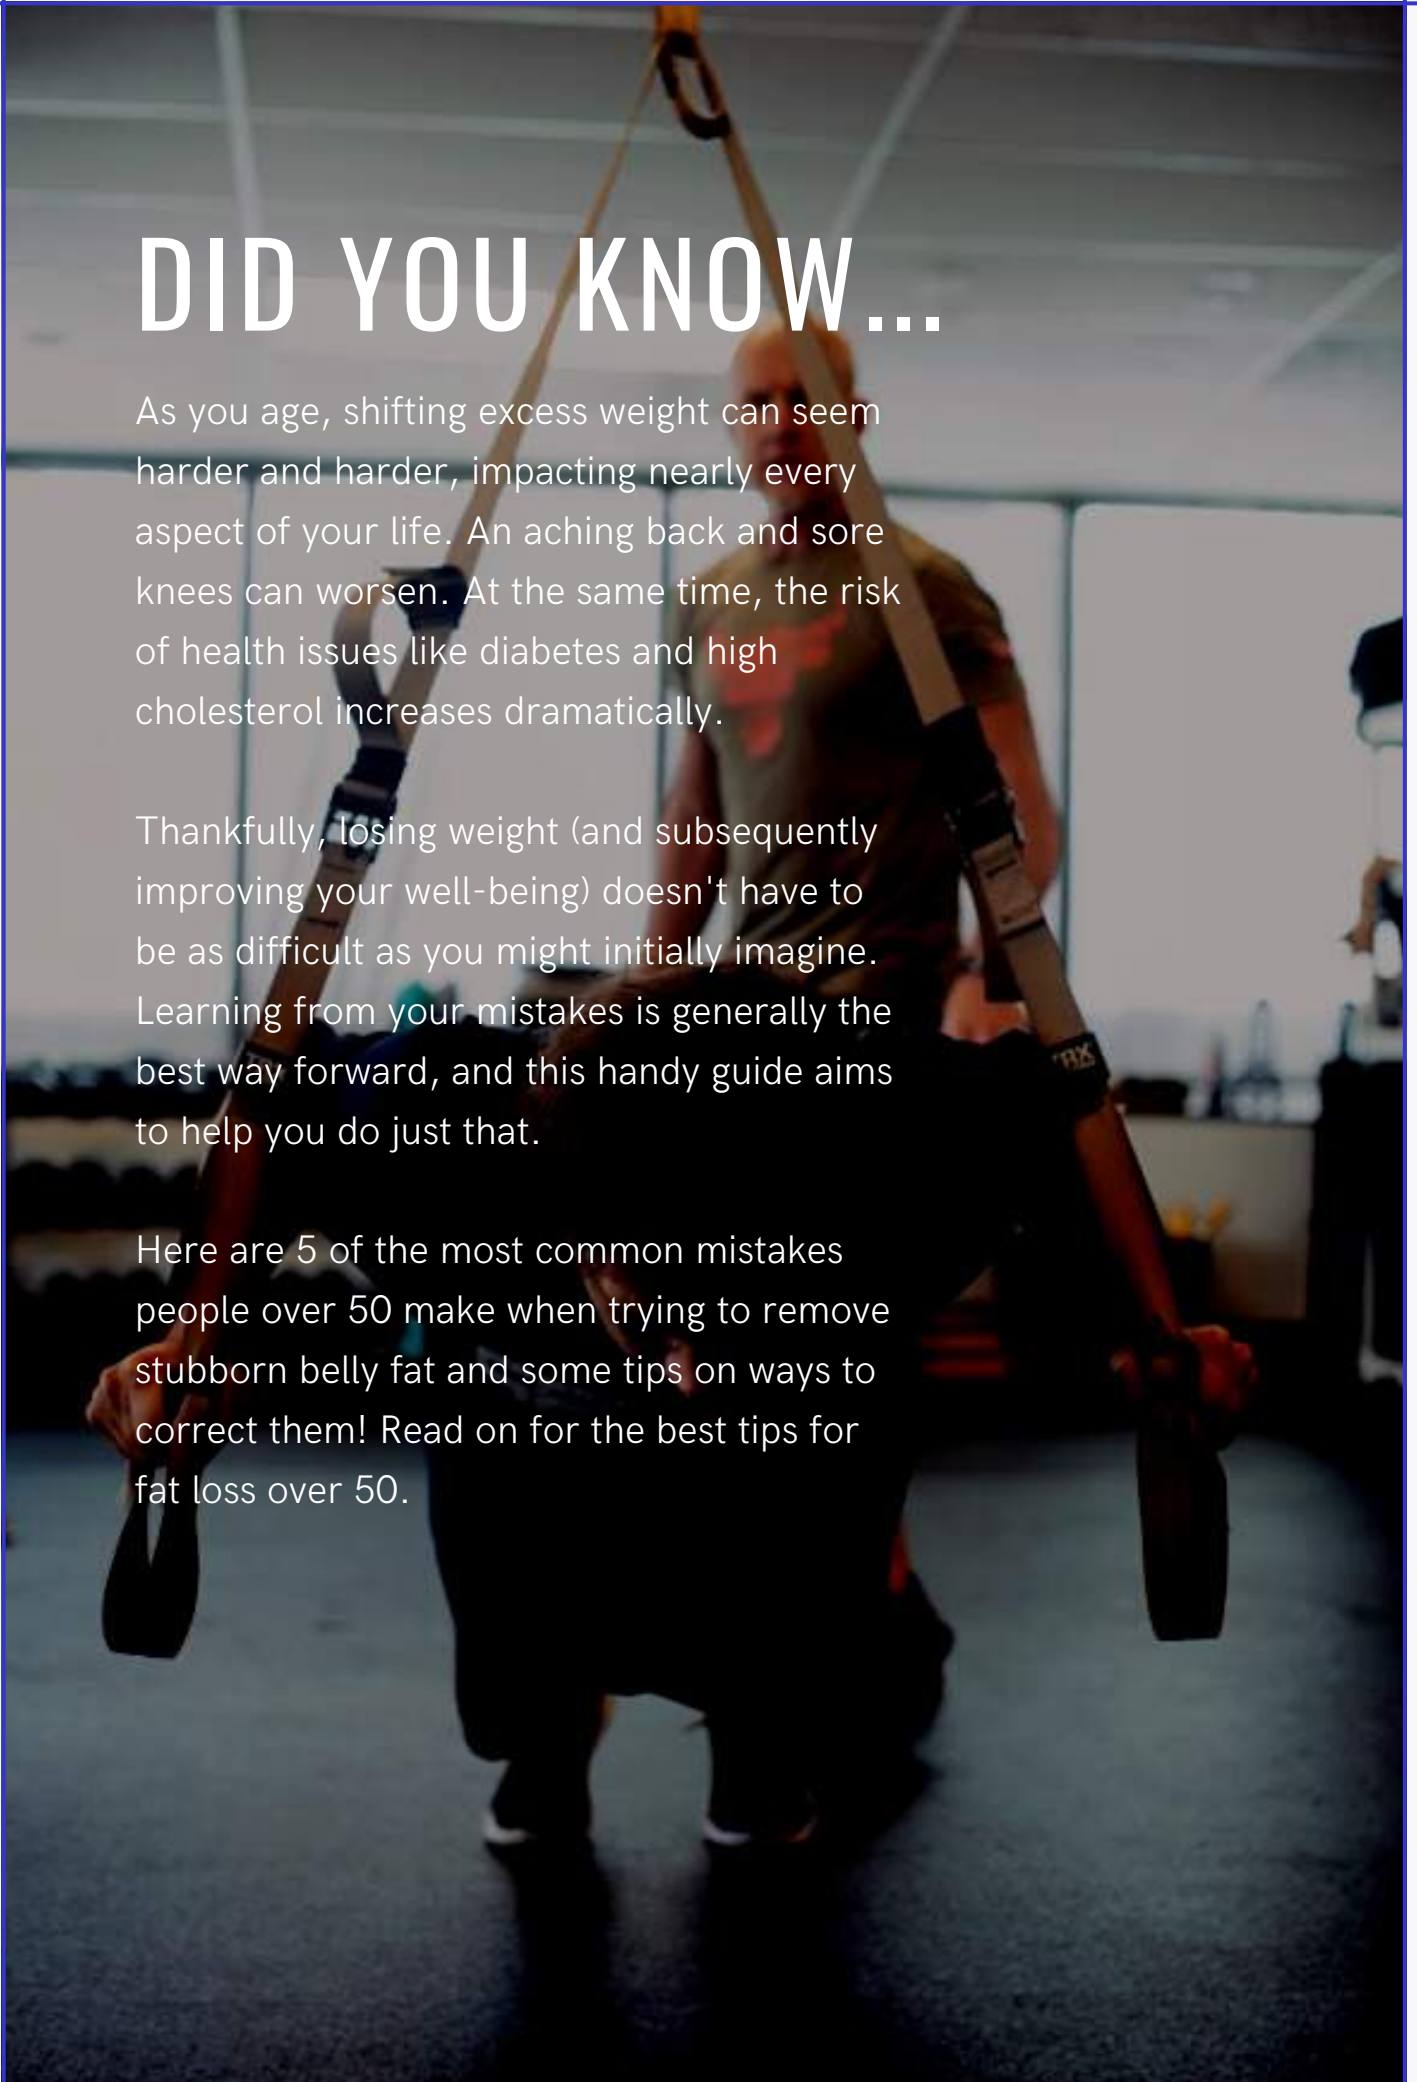 DID YOU KNOW...
As you age, shifting excess weight can seem
harder and harder, impacting nearly every
aspect of your life. An aching back and sore
knees can worsen. At the same time, the risk
of health issues like diabetes and high
cholesterol increases dramatically.
Thankfully, losing weight (and subsequently
improving your well-being) doesn't have to
be as difficult as you might initially imagine.
Learning from your mistakes is generally the
best way forward, and this handy guide aims
to help you do just that.
Here are 5 of the most common mistakes
people over 50 make when trying to remove
stubborn belly fat and some tips on ways to
correct them! Read on for the best tips for
fat loss over 50.
TRX